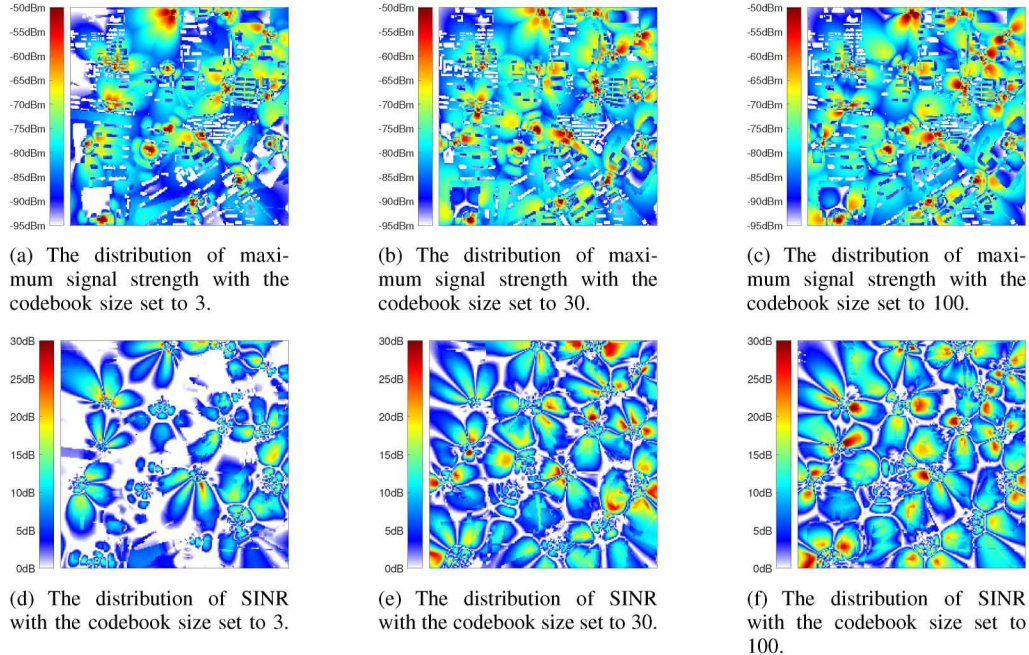 -50dBm
-55dBm
-60dBm
-65dBm
-70dBm
-75dBm
-80dBm
-85dBm
-90dBm
-95dBm
-50dBm
-55dBm
-60dBm
-65dBm
-70dBm
-75dBm
-80dBm
-85dBm
-90dBm
-95dBm
-50dBm
-55dBm
-60dBm
-65dBm
-70dBm
-75dBm
-80dBm
-85dBm
-90dBm
-95dBm
(a) The distribution of maxi-
mum signal strength with the
codebook size set to 3.
(b) The distribution of maxi-
mum signal strength with the
codebook size set to 30.
(c) The distribution of maxi-
mum signal strength with the
codebook size set to 100.
30dB
25dB
20dB
15dB
10dB
5dB
0dB
30dB
25dB
20dB
15dB
10dB
5dB
0dB
30dB
25dB
20dB
15dB
10dB
5dB
0dB
(d) The distribution of SINR
with the codebook size set to 3.
(e) The distribution of SINR
with the codebook size set to 30.
(f) The distribution of SINR
with the codebook size set to
100.